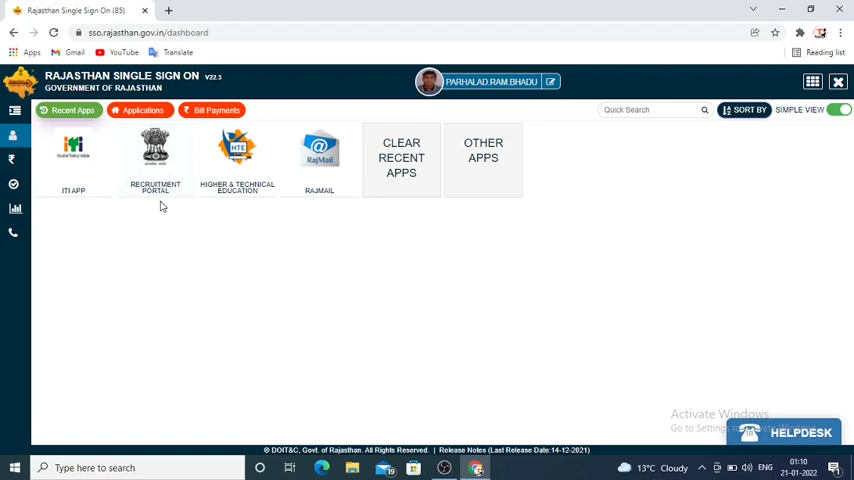 Rajasthan Single Sign On (85)
sso.rajasthan.gov.in/dashboard
Apps Gmail YouTube Translate Reading list
RAJASTHAN SINGLE SIGN ON V22.3
GOVERNMENT OF RAJASTHAN
PARHALAD.RAM.BHADU
Recent Apps Applications ₹ Bill Payments Quick Search SORT BY SIMPLE VIEW
ITI APP
RECRUITMENT
PORTAL
HTE
HIGHER & TECHNICAL
EDUCATION
RajMail
RAJMAIL
CLEAR
RECENT
APPS
OTHER
APPS
Activate Windows
Go to Settings
HELPDESK
© DOIT&C, Govt. of Rajasthan. All Rights Reserved. | Release Notes (Last Release Date:14-12-2021)
Type here to search
19
13°C Cloudy
ENG
01:10
21-01-2022